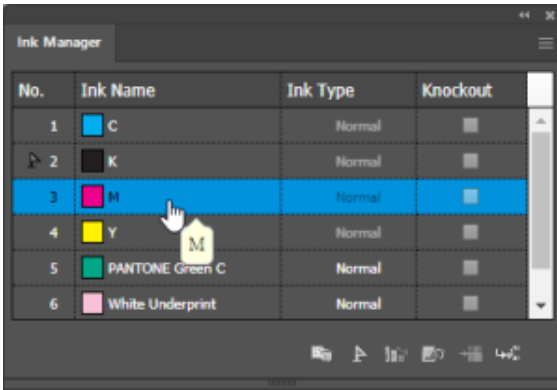 Ink Manager
No. Ink Name Ink Type Knockout
1 C Normal
2 K Normal
3 M Normal
M
4 Y Normal
5 PANTONE Green C Normal
6 White Underprint Normal